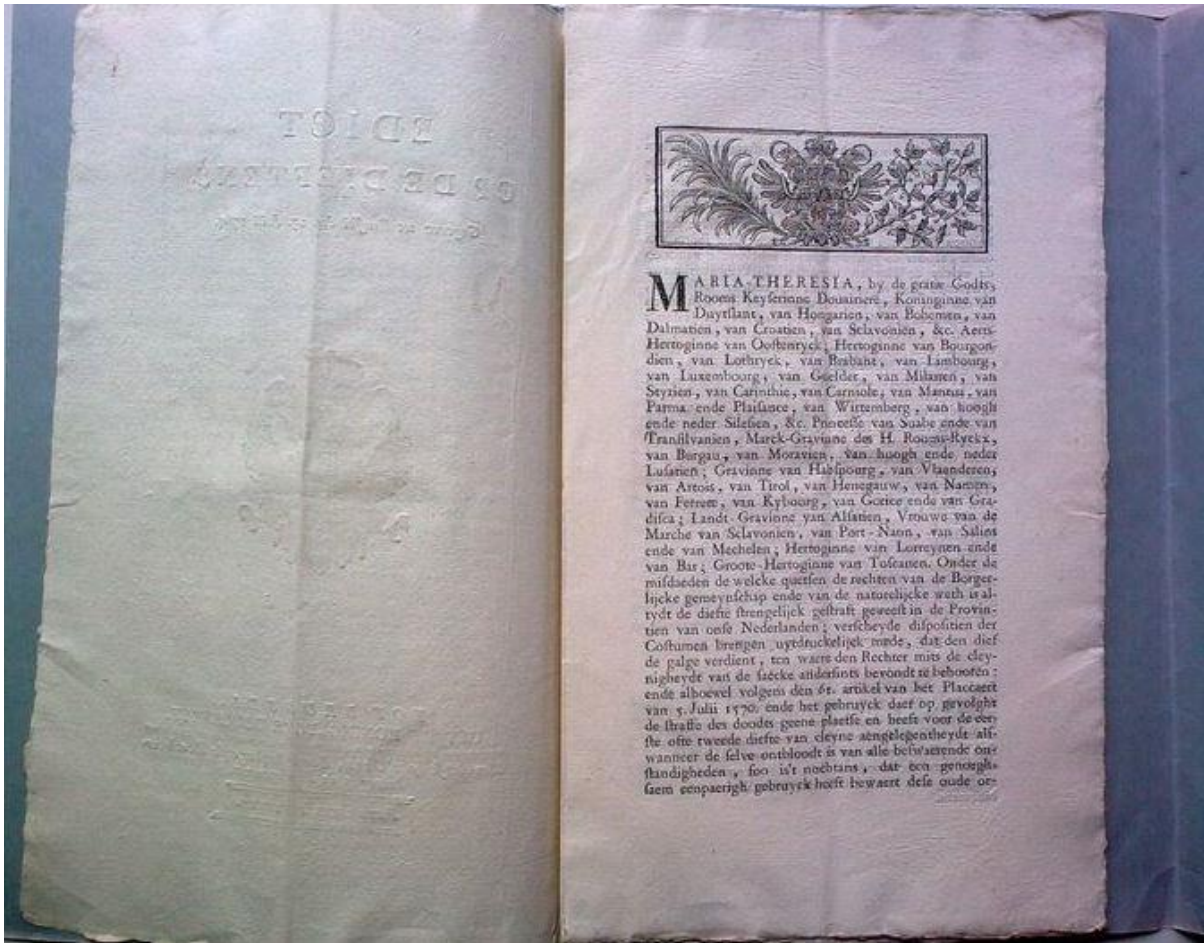 EDICT
OP DE DIEFTENS
MARIA-THERESIA, by de gratie Godts,
Rooms Keyserinne Douainere, Koninginne van
Duytslant, van Hongarien, van Bohemen, van
Dalmatien, van Croatien, van Sclavonien, &c. Aerts-
Hertoginne van Oostenryck; Hertoginne van Bourgon-
dien, van Lothryck, van Brabant, van Limbourg,
van Luxembourg, van Gelder, van Milanen, van
Styrien, van Carinthie, van Carniole, van Mantua, van
Parma ende Plaisance, van Wirtemberg, van hoogh
ende neder Silesien, &c. Princesse van Suabe ende van
Transilvanien, Marck-Gravinne des H. Rooms-Ryckx,
van Borgau, van Moravien, van hoogh ende neder
Lusatien; Gravinne van Habspourg, van Vlaenderen,
van Artois, van Tirol, van Henegauw, van Namen,
van Ferrete, van Kybourg, van Gorice ende van Gra-
disca; Landt-Gravinne van Alsatien, Vrouwe van de
Marche van Sclavonien, van Port-Naon, van Salins
ende van Mechelen; Hertoginne van Lorreynen ende
van Bar; Groote-Hertoginne van Toscanen. Onder de
misdaeden de welcke quetsen de rechten van de Borger-
lijcke gemeynschap ende van de naturelijcke weth is al-
tydt de diefte strengelijck gestraft geweest in de Provin-
tien van onse Nederlanden; verscheyde dispositien der
Costumen brengen uytdruckelijck mede, dat den dief
de galge verdient, ten waere den Rechter mits de cley-
nigheydt van de saecke andersints bevondt te behooren:
ende alhoewel volgens den 61. artikel van het Placcaert
van 5. Julii 1570. ende het gebruyck daer op gevolght
de straffe des doodts geene plaetse en heeft voor de eer-
ste ofte tweede diefte van cleyne aengelegentheydt als-
wanneer de selve ontbloodt is van alle beswaerende on-
standigheden, soo is't nochtans, dat een genoegh-
saem eenpaerigh gebruyck heeft bewaert dese oude or-